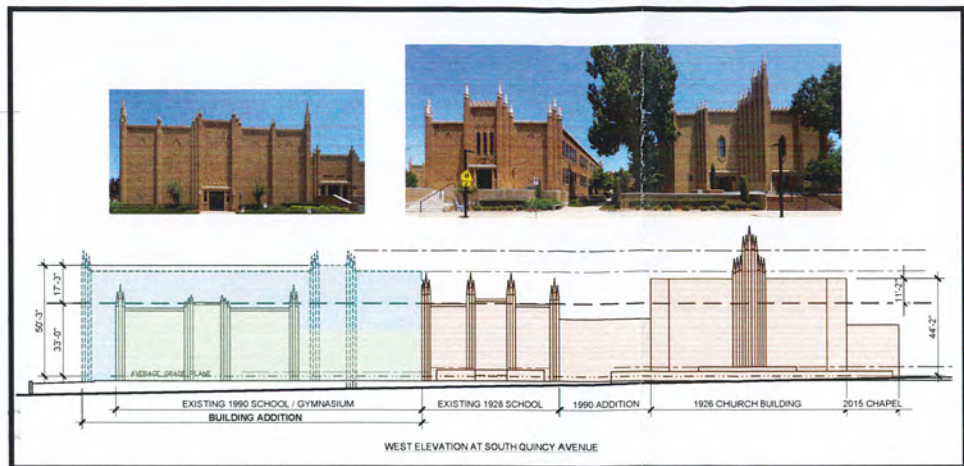 50'-3"
17'-3"
33'-0"
11'-2"
44'-2"
AVERAGE GRADE PLANE
EXISTING 1990 SCHOOL / GYMNASIUM
EXISTING 1928 SCHOOL
1990 ADDITION
1926 CHURCH BUILDING
2015 CHAPEL
BUILDING ADDITION
WEST ELEVATION AT SOUTH QUINCY AVENUE